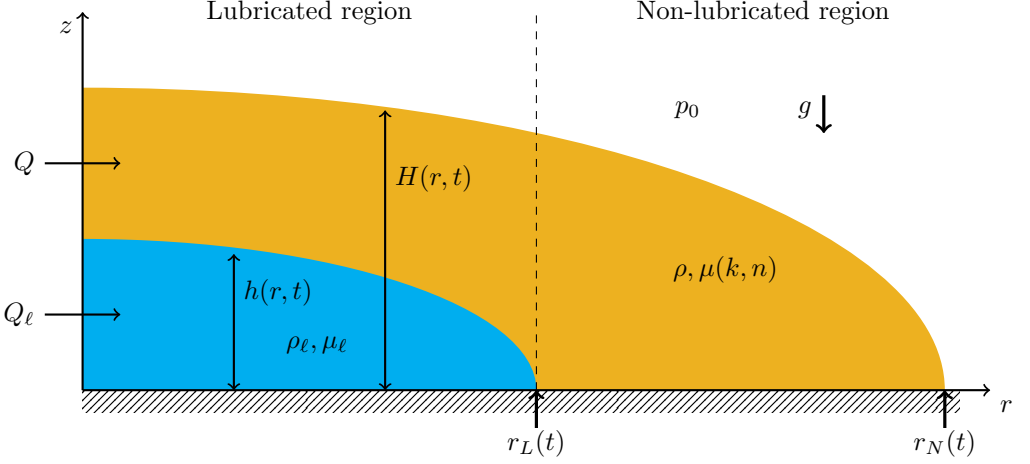 Lubricated region
Non-lubricated region
z
p₀
g
Q
H(r, t)
ρ, μ(k, n)
h(r, t)
Q_ℓ
ρ_ℓ, μ_ℓ
r
r_L(t)
r_N(t)